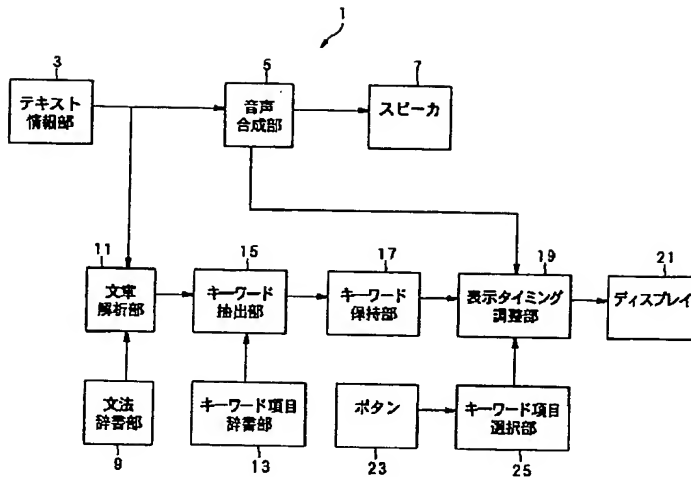 1
3
5
7
テキスト
情報部
音声
合成部
スピーカ
11
15
17
19
21
文章
解析部
キーワード
抽出部
キーワード
保持部
表示タイミング
調整部
ディスプレイ
文法
辞書部
キーワード項目
辞書部
ボタン
キーワード項目
選択部
9
13
23
25